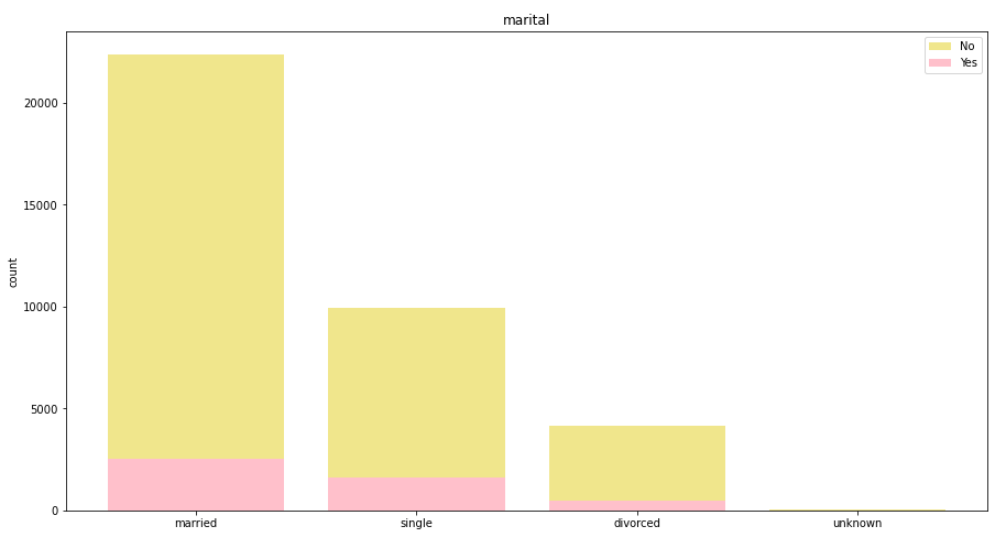 marital
No
Yes
20000
15000
10000
5000
0
count
married single divorced unknown